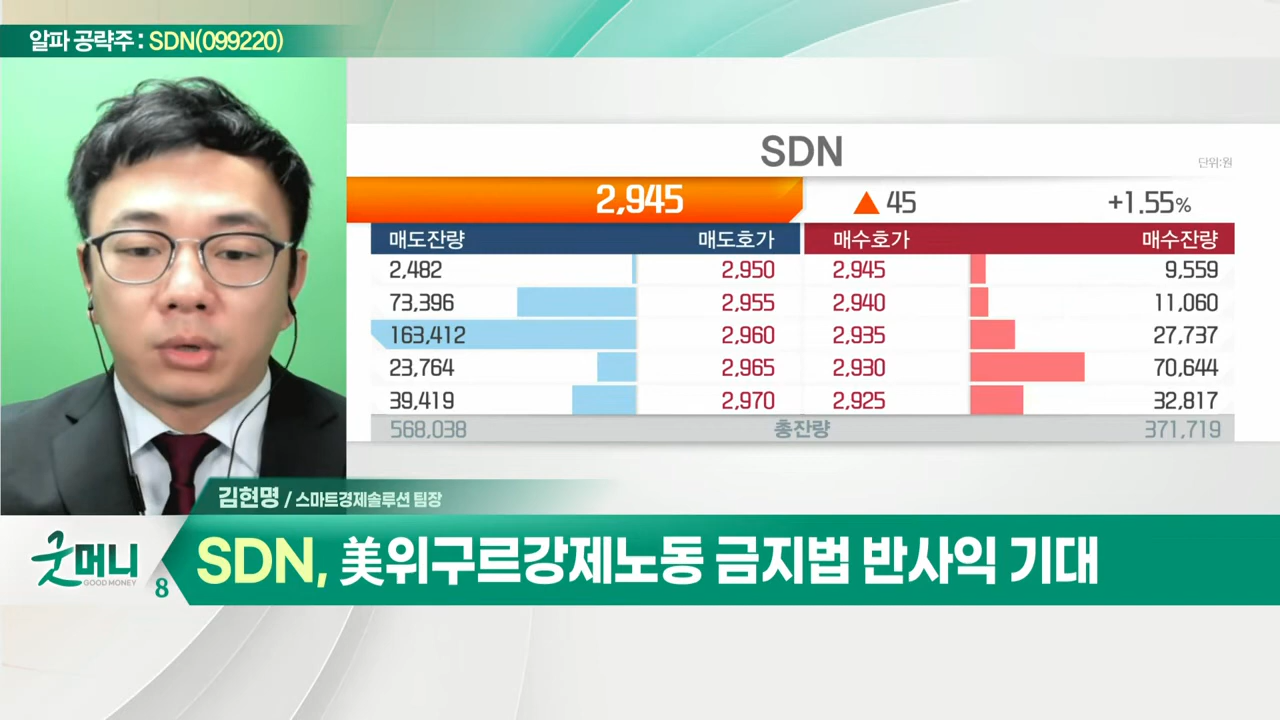 알파 공략주 : SDN(099220)
SDN
단위:원
2,945 ▲ 45 +1.55%
매도잔량 매도호가 매수호가 매수잔량
2,482 2,950 2,945 9,559
73,396 2,955 2,940 11,060
163,412 2,960 2,935 27,737
23,764 2,965 2,930 70,644
39,419 2,970 2,925 32,817
568,038 총잔량 371,719
김현명 / 스마트경제솔루션 팀장
굿머니
GOOD MONEY
8
SDN, 美위구르강제노동 금지법 반사익 기대